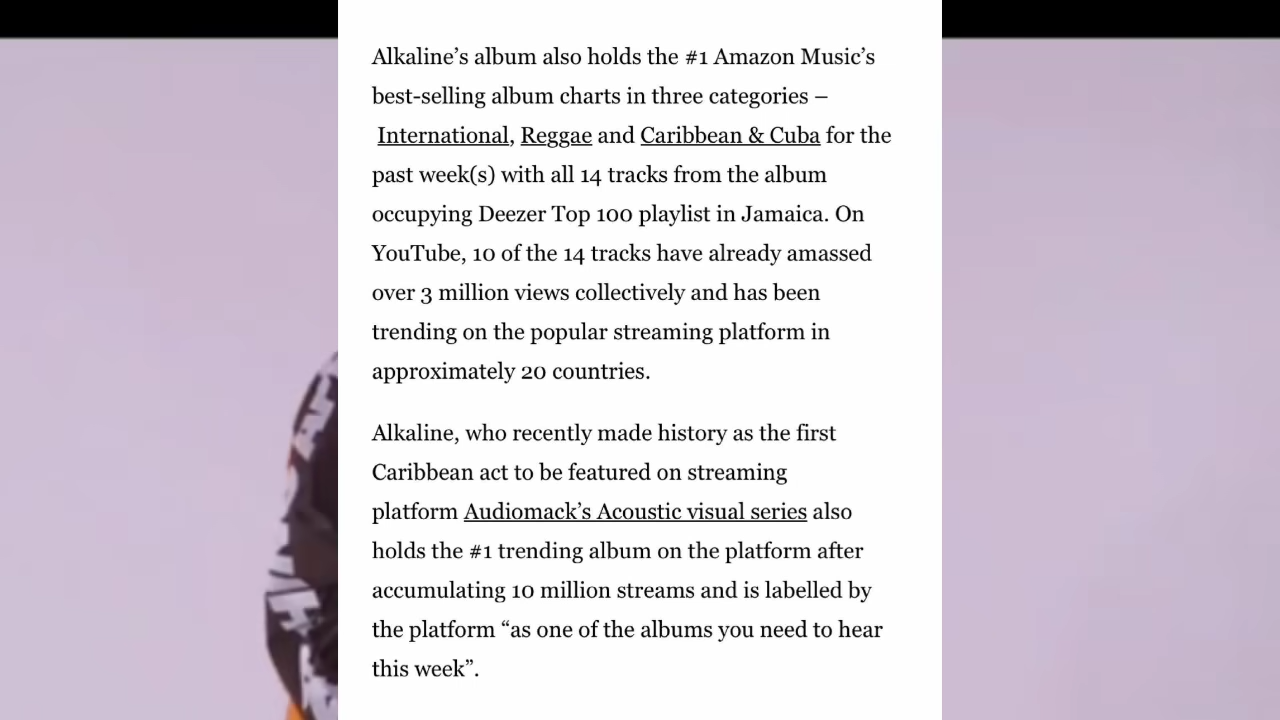 Alkaline’s album also holds the #1 Amazon Music’s
best-selling album charts in three categories –
International, Reggae and Caribbean & Cuba for the
past week(s) with all 14 tracks from the album
occupying Deezer Top 100 playlist in Jamaica. On
YouTube, 10 of the 14 tracks have already amassed
over 3 million views collectively and has been
trending on the popular streaming platform in
approximately 20 countries.
Alkaline, who recently made history as the first
Caribbean act to be featured on streaming
platform Audiomack’s Acoustic visual series also
holds the #1 trending album on the platform after
accumulating 10 million streams and is labelled by
the platform “as one of the albums you need to hear
this week”.